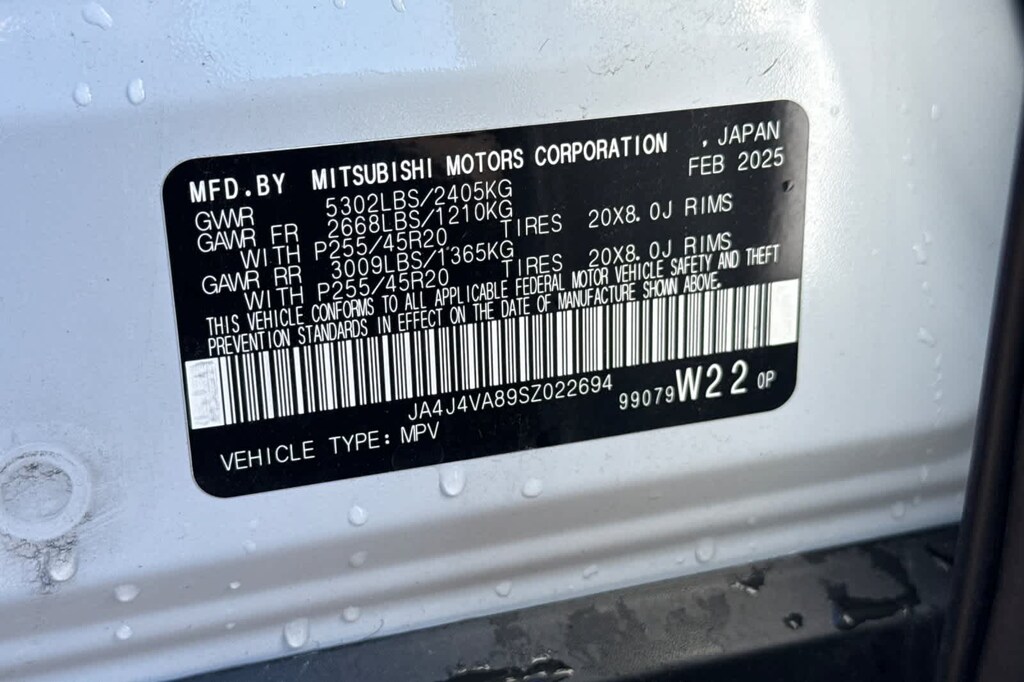 MFD.BY MITSUBISHI MOTORS CORPORATION , JAPAN
FEB 2025
GVWR 5302LBS/2405KG
GAWR FR 2668LBS/1210KG
WITH P255/45R20 TIRES 20X8.0J RIMS
GAWR RR 3009LBS/1365KG
WITH P255/45R20 TIRES 20X8.0J RIMS
THIS VEHICLE CONFORMS TO ALL APPLICABLE FEDERAL MOTOR VEHICLE SAFETY AND THEFT
PREVENTION STANDARDS IN EFFECT ON THE DATE OF MANUFACTURE SHOWN ABOVE.
JA4J4VA89SZ022694
99079 W22 0P
VEHICLE TYPE: MPV